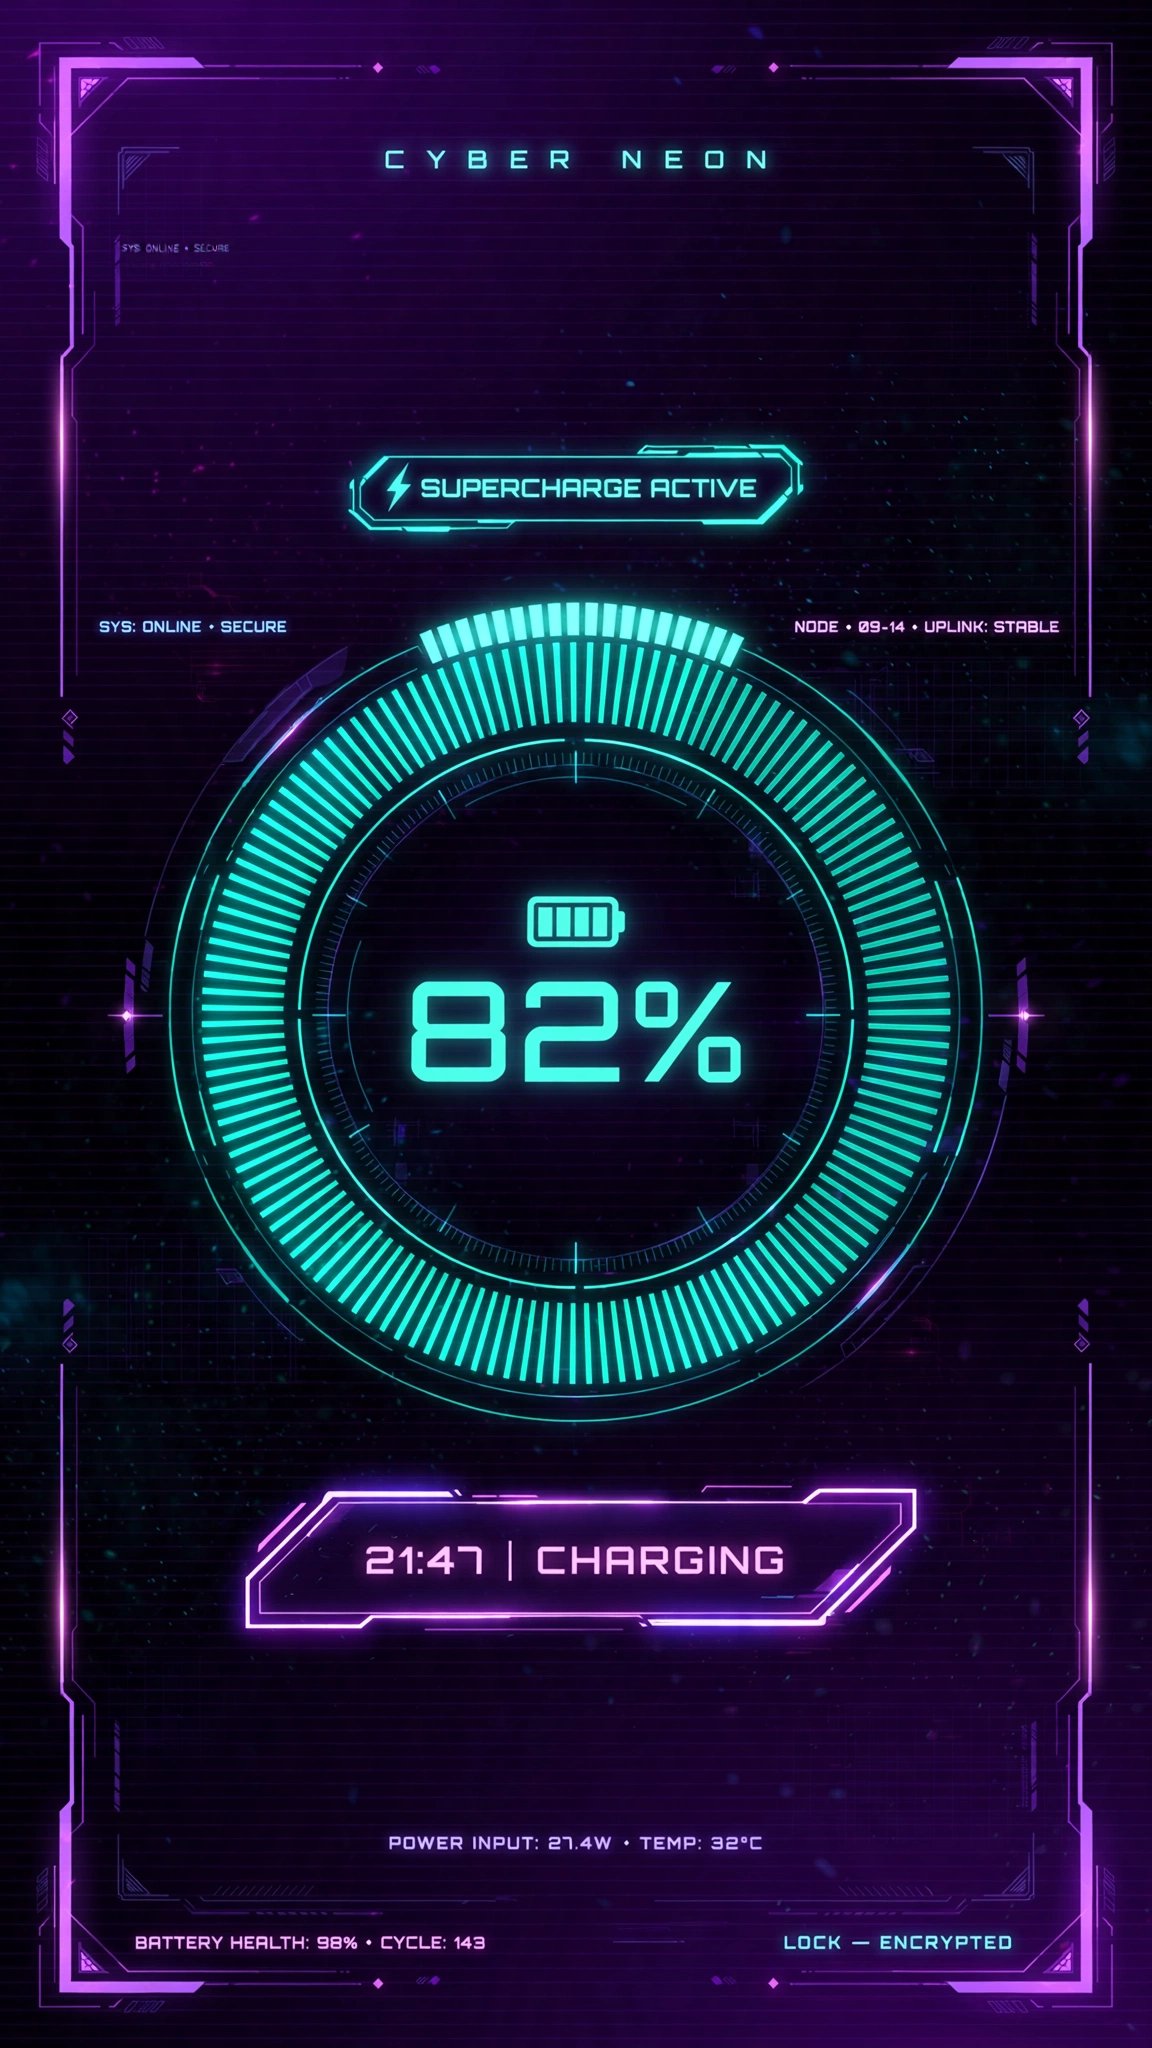 CYBER NEON
SYS ONLINE • SECURE
SUPERCHARGE ACTIVE
SYS: ONLINE • SECURE
NODE • 09-14 • UPLINK: STABLE
82%
21:47 | CHARGING
POWER INPUT: 27.4W • TEMP: 32°C
BATTERY HEALTH: 98% • CYCLE: 143
LOCK — ENCRYPTED